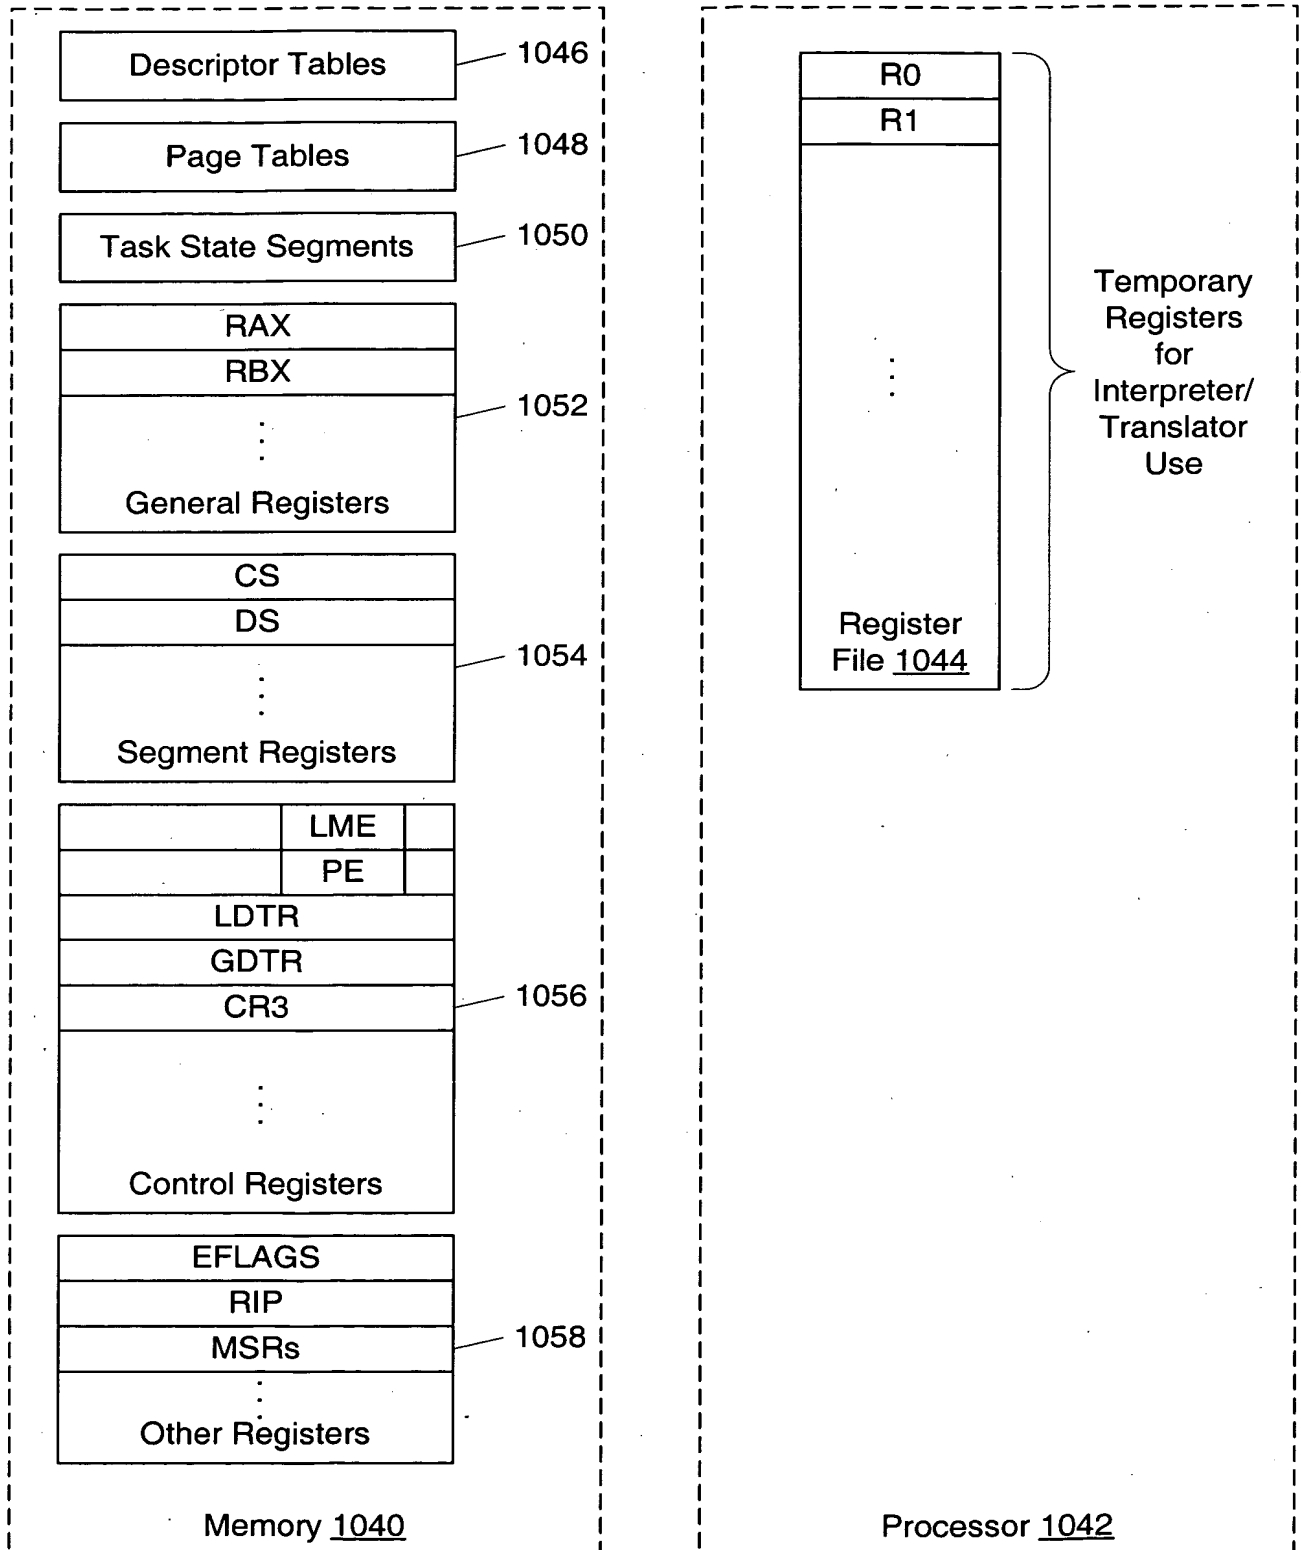 Descriptor Tables
1046
Page Tables
1048
Task State Segments
1050
RAX
RBX
1052
General Registers
CS
DS
1054
Segment Registers
LME
PE
LDTR
GDTR
CR3
1056
Control Registers
EFLAGS
RIP
MSRs
1058
Other Registers
Memory 1040
R0
R1
Register
File 1044
Temporary
Registers
for
Interpreter/
Translator
Use
Processor 1042